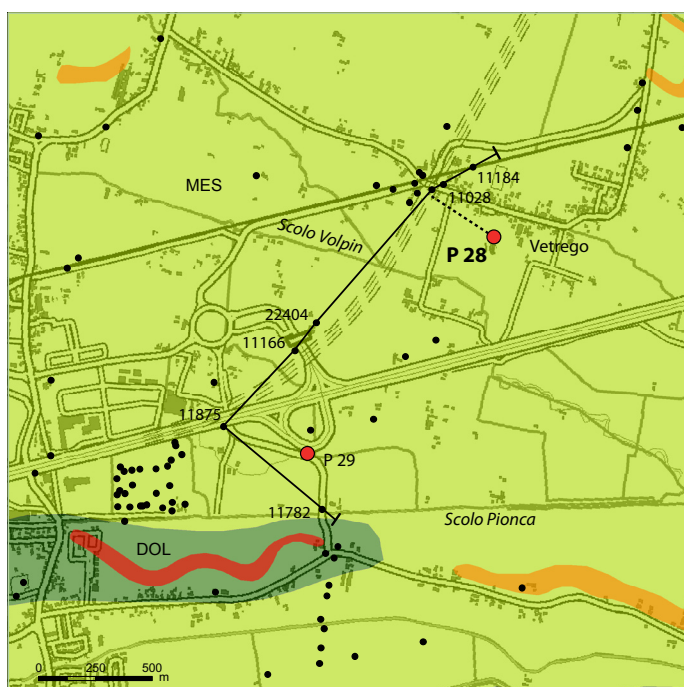 MES
11184
11028
Scolo Volpin
P 28
Vetrego
22404
11166
11875
P 29
11782
Scolo Pionca
DOL
0 250 500
m